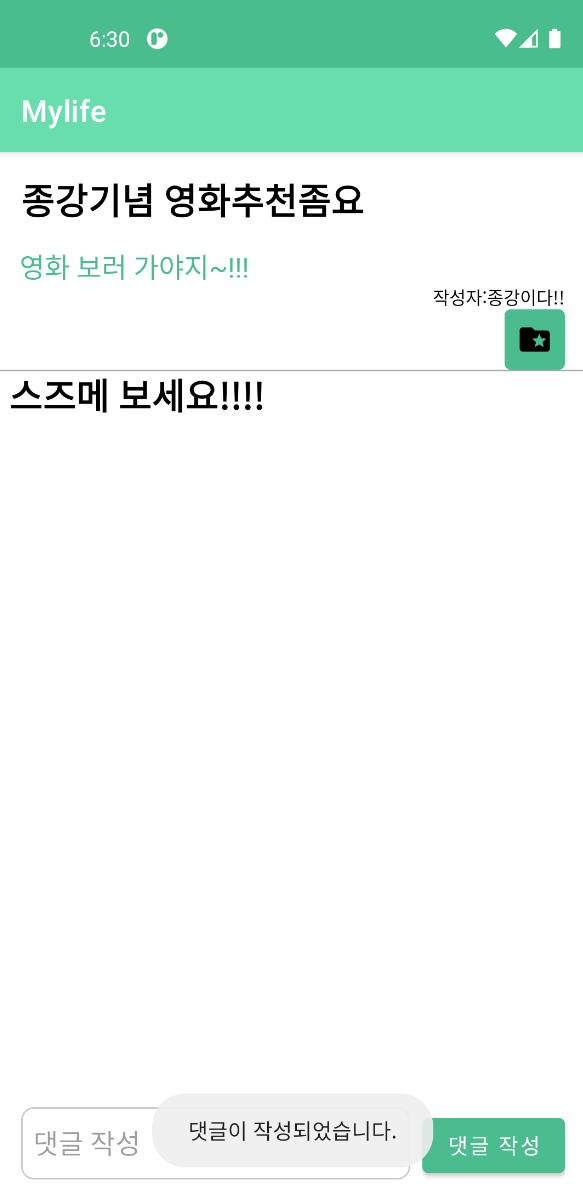 6:30
Mylife
종강기념 영화추천좀요
영화 보러 가야지~!!!
작성자:종강이다!!
스즈메 보세요!!!!
댓글 작성
댓글이 작성되었습니다.
댓글 작성